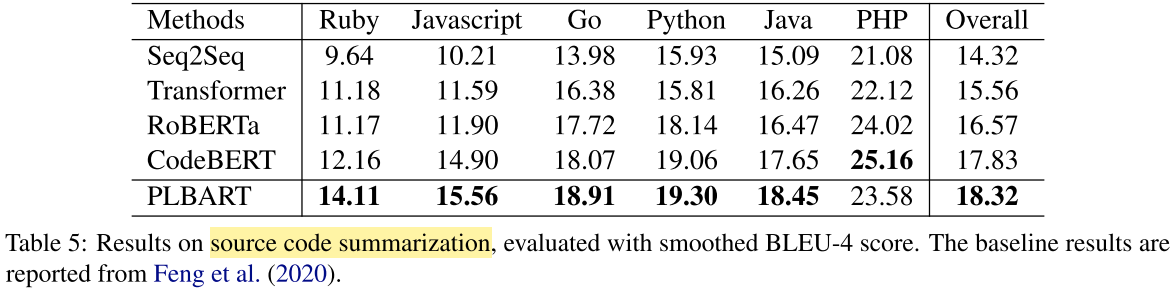 Methods Ruby Javascript Go Python Java PHP Overall
Seq2Seq 9.64 10.21 13.98 15.93 15.09 21.08 14.32
Transformer 11.18 11.59 16.38 15.81 16.26 22.12 15.56
RoBERTa 11.17 11.90 17.72 18.14 16.47 24.02 16.57
CodeBERT 12.16 14.90 18.07 19.06 17.65 25.16 17.83
PLBART 14.11 15.56 18.91 19.30 18.45 23.58 18.32
Table 5: Results on source code summarization, evaluated with smoothed BLEU-4 score. The baseline results are
reported from Feng et al. (2020).